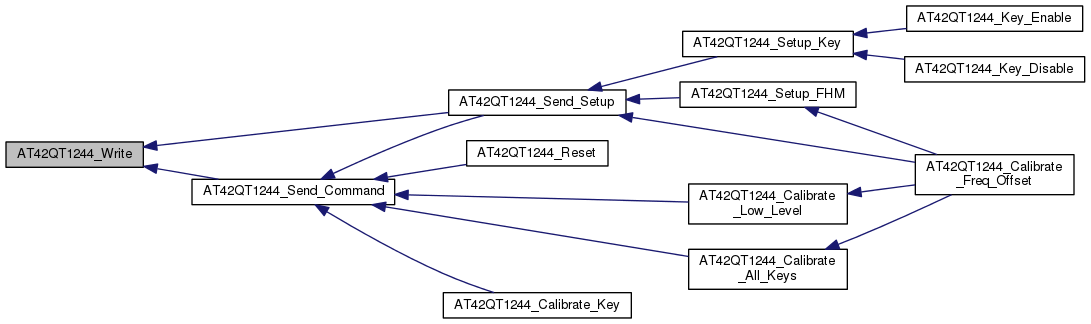 AT42QT1244_Key_Enable
AT42QT1244_Setup_Key
AT42QT1244_Key_Disable
AT42QT1244_Setup_FHM
AT42QT1244_Send_Setup
AT42QT1244_Write
AT42QT1244_Reset
AT42QT1244_Calibrate
_Freq_Offset
AT42QT1244_Send_Command
AT42QT1244_Calibrate
_Low_Level
AT42QT1244_Calibrate
_All_Keys
AT42QT1244_Calibrate_Key